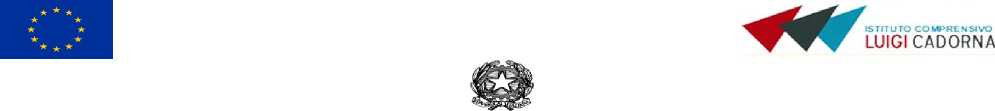 ISTITUTO COMPRENSIVO
LUIGI CADORNA